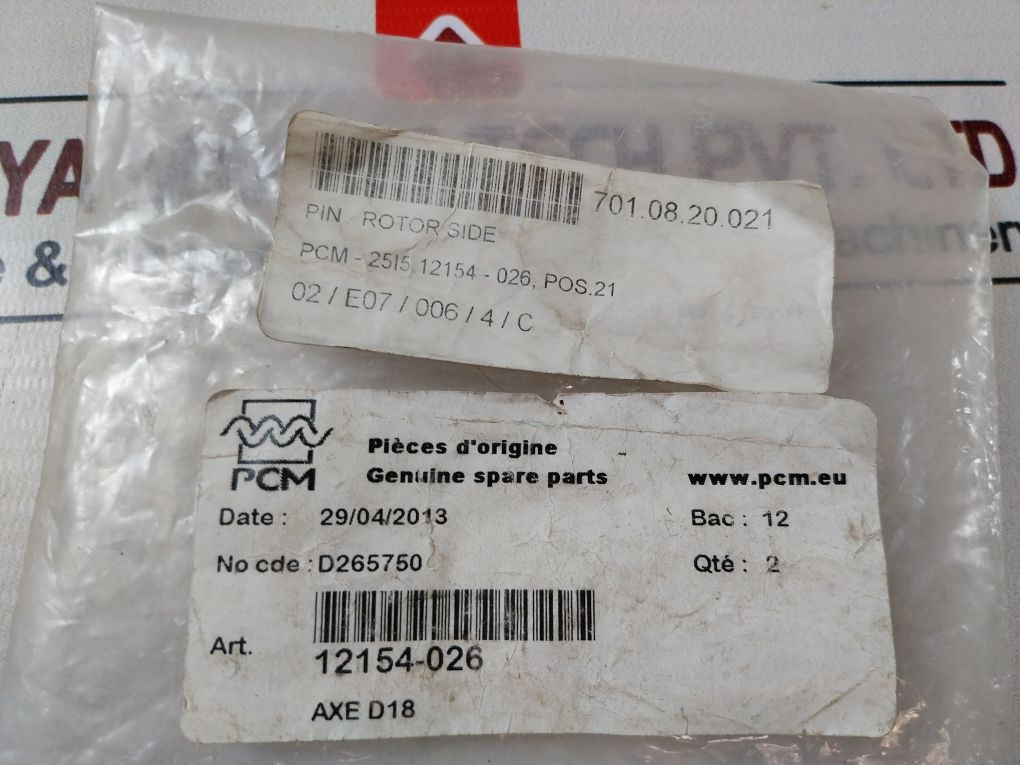 701.08.20.021
PIN - ROTOR SIDE
PCM - 25I5,12154 - 026, POS.21
02 / E07 / 006 / 4 / C
PCM
Pièces d'origine
Genuine spare parts
www.pcm.eu
Date : 29/04/2013
Bac : 12
No cde : D265750
Qté : 2
Art.
12154-026
AXE D18
PVT.
&